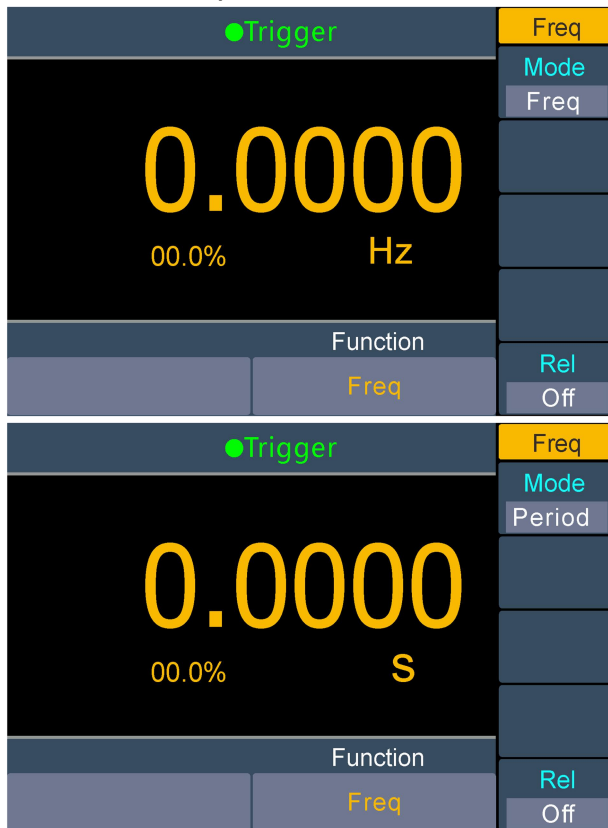 ●Trigger
Freq
Mode
Freq
0.0000
00.0%
Hz
Function
Freq
Rel
Off
●Trigger
Freq
Mode
Period
0.0000
00.0%
S
Function
Freq
Rel
Off